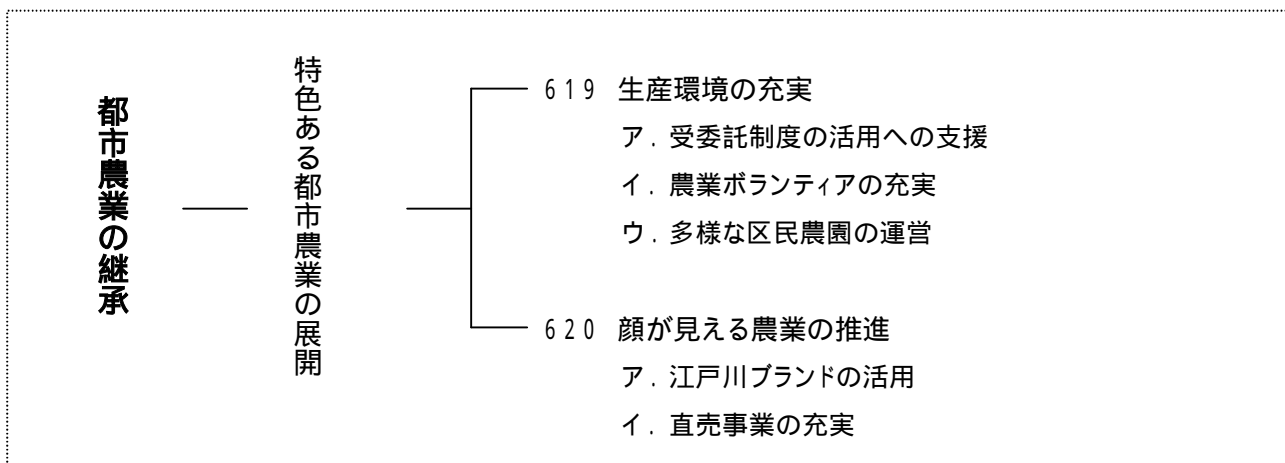 都市農業の継承
特色ある都市農業の展開
619 生産環境の充実
ア．受委託制度の活用への支援
イ．農業ボランティアの充実
ウ．多様な区民農園の運営
620 顔が見える農業の推進
ア．江戸川ブランドの活用
イ．直売事業の充実